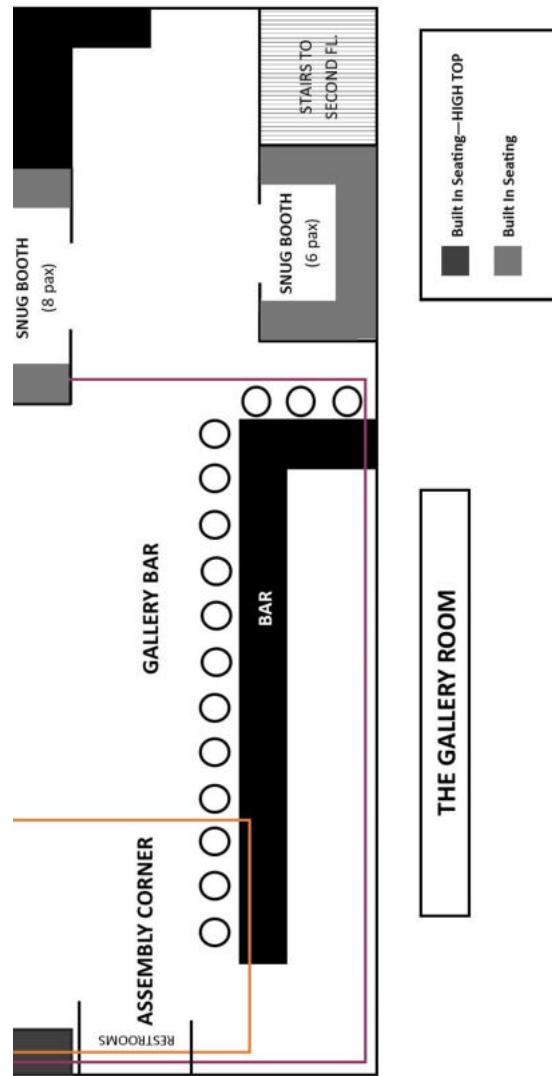 STAIRS TO
SECOND FL.
SNUG BOOTH
(8 pax)
SNUG BOOTH
(6 pax)
Built In Seating—HIGH TOP
Built In Seating
GALLERY BAR
BAR
THE GALLERY ROOM
ASSEMBLY CORNER
RESTROOMS